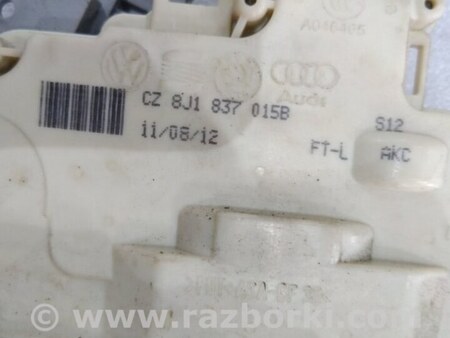 A046405
Audi
CZ 8J1 837 015B
11/08/12
S12
FT-L AKC
© www.razborki.com